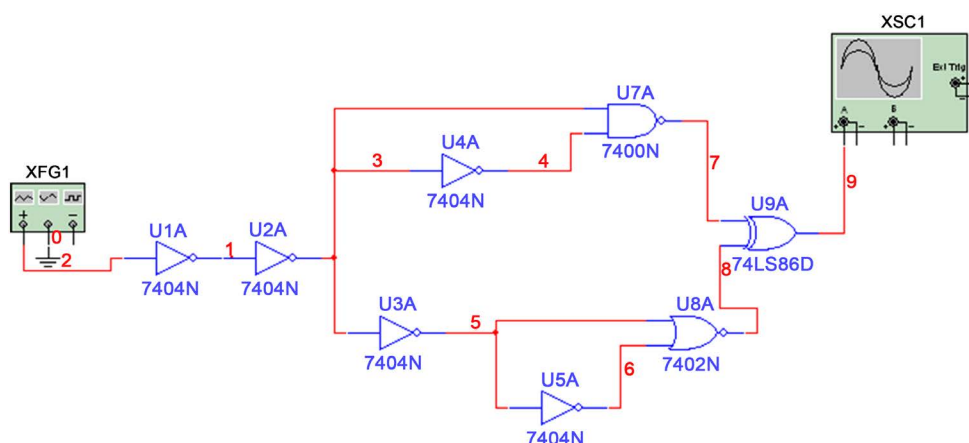 XSC1
Ext Trig
+
-
A
B
+ - + -
U7A
7400N
U4A
3
4
7404N
7
9
XFG1
+ -
0
2
U1A
1
U2A
7404N
7404N
U9A
8
74LS86D
U3A
5
7404N
U8A
7402N
6
U5A
7404N